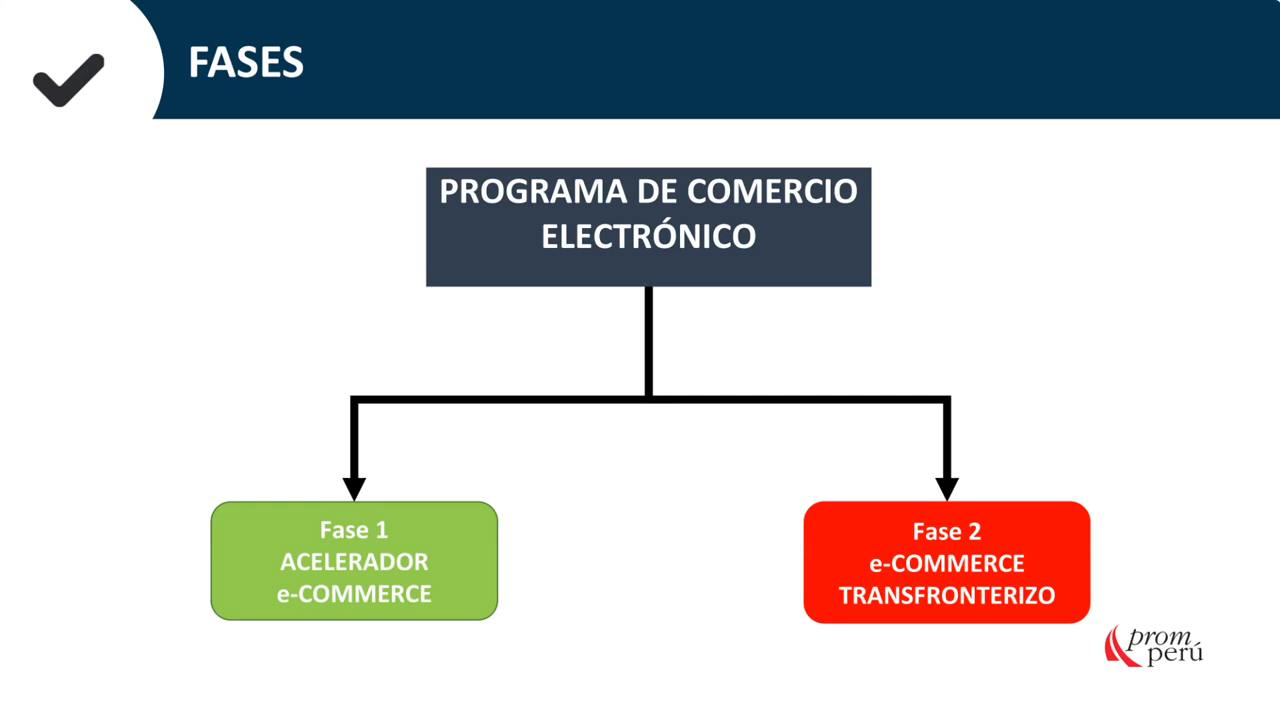 FASES
PROGRAMA DE COMERCIO
ELECTRÓNICO
Fase 1
ACELERADOR
e-COMMERCE
Fase 2
e-COMMERCE
TRANSFRONTERIZO
prom
perú